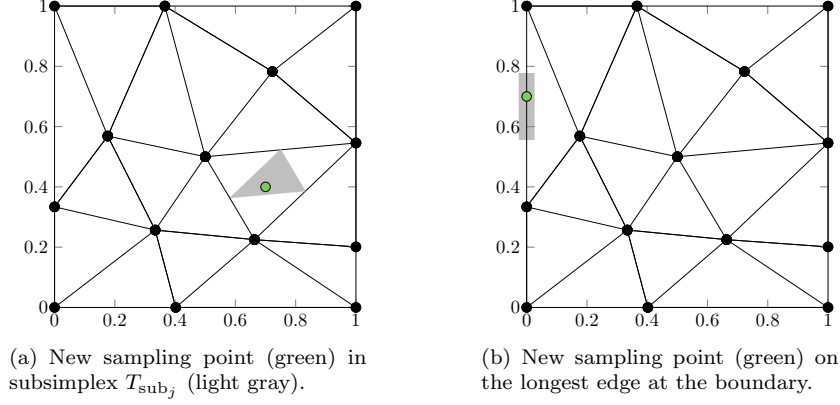 1
0.8
0.6
0.4
0.2
0
0 0.2 0.4 0.6 0.8 1
(a) New sampling point (green) in
subsimplex T_{sub_j} (light gray).
1
0.8
0.6
0.4
0.2
0
0 0.2 0.4 0.6 0.8 1
(b) New sampling point (green) on
the longest edge at the boundary.